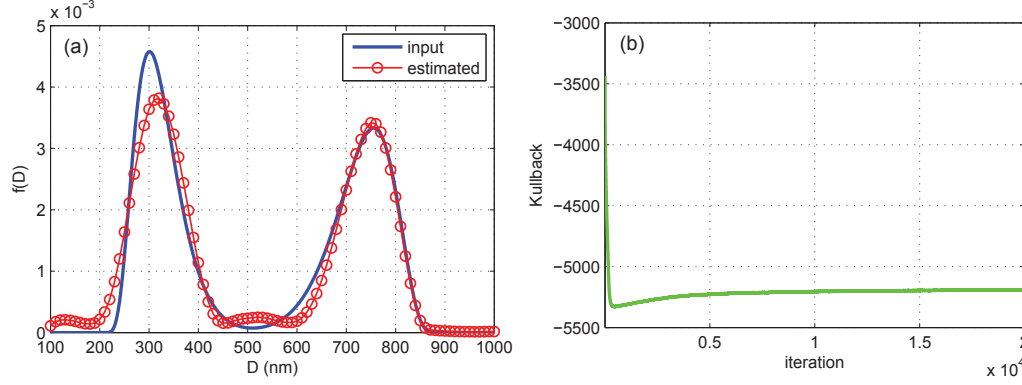 x 10⁻³
(a)
input
estimated
5
4
3
2
1
0
f(D)
100 200 300 400 500 600 700 800 900 1000
D (nm)
(b)
−3000
−3500
−4000
−4500
−5000
−5500
Kullback
0.5 1 1.5 2
iteration
x 10⁴